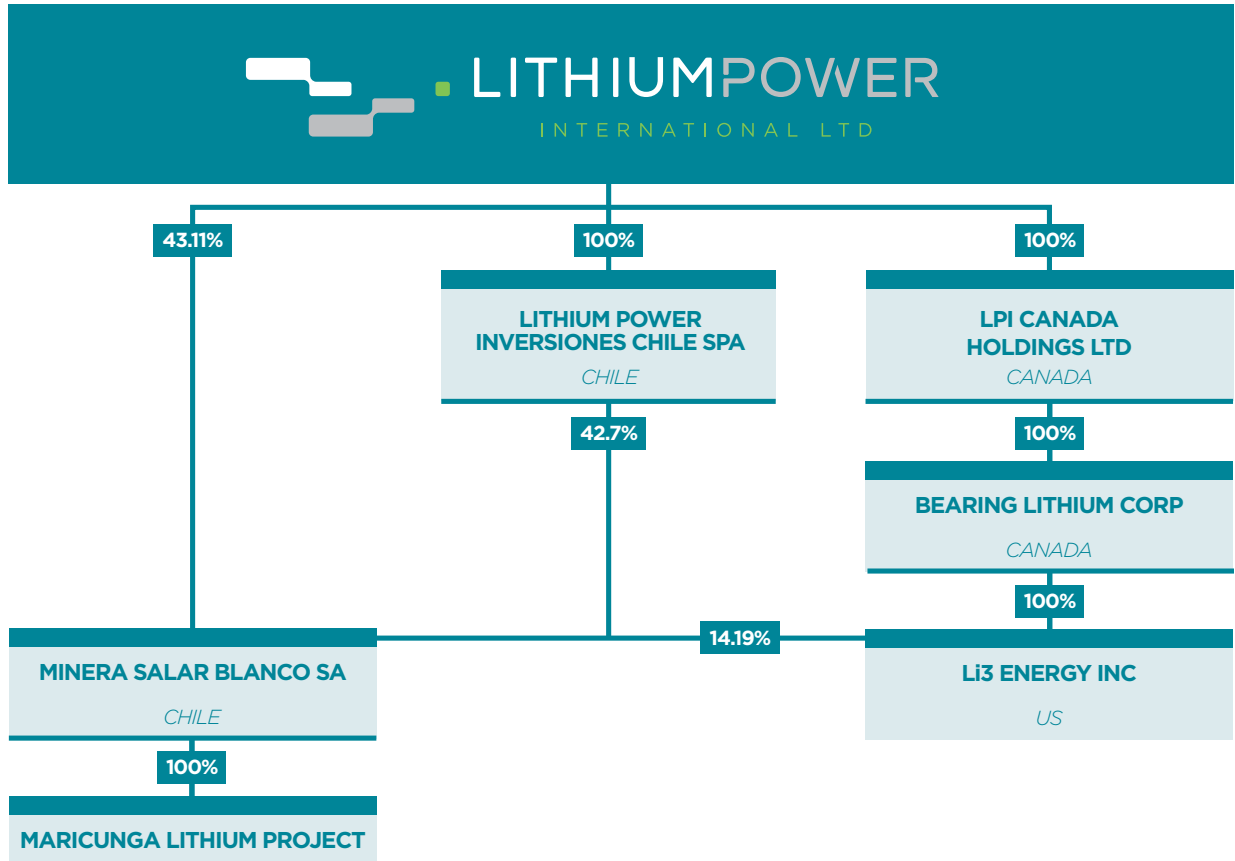 LITHIUMPOWER
INTERNATIONAL LTD
43.11%
100%
100%
LITHIUM POWER
INVERSIONES CHILE SPA
CHILE
LPI CANADA
HOLDINGS LTD
CANADA
42.7%
100%
BEARING LITHIUM CORP
CANADA
100%
14.19%
MINERA SALAR BLANCO SA
CHILE
Li3 ENERGY INC
US
100%
MARICUNGA LITHIUM PROJECT